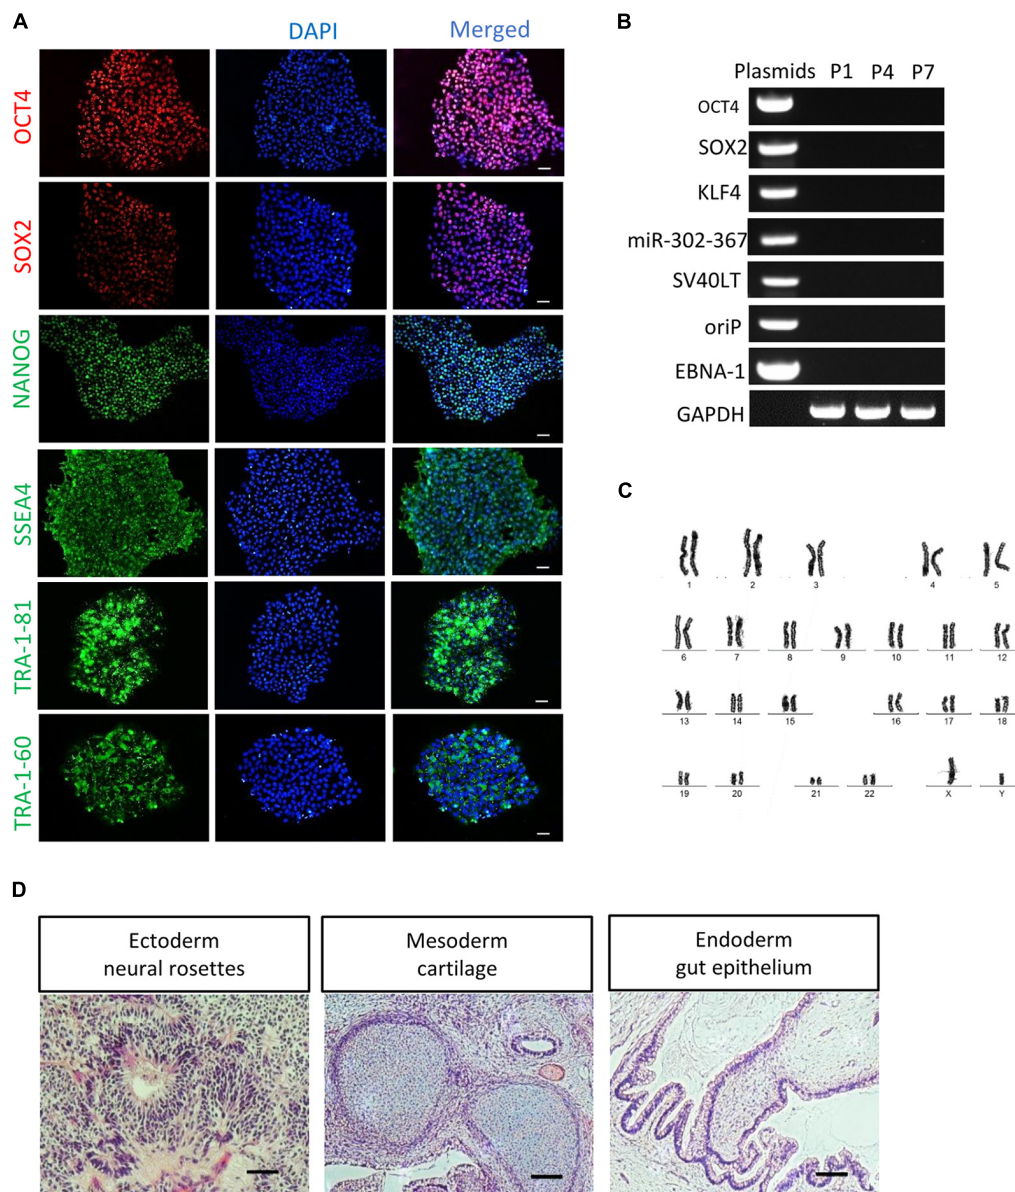 A
DAPI
Merged
OCT4
SOX2
NANOG
SSEA4
TRA-1-81
TRA-1-60
B
Plasmids P1 P4 P7
OCT4
SOX2
KLF4
miR-302-367
SV40LT
oriP
EBNA-1
GAPDH
C
1 2 3 4 5
6 7 8 9 10 11 12
13 14 15 16 17 18
19 20 21 22 X Y
D
Ectoderm
neural rosettes
Mesoderm
cartilage
Endoderm
gut epithelium